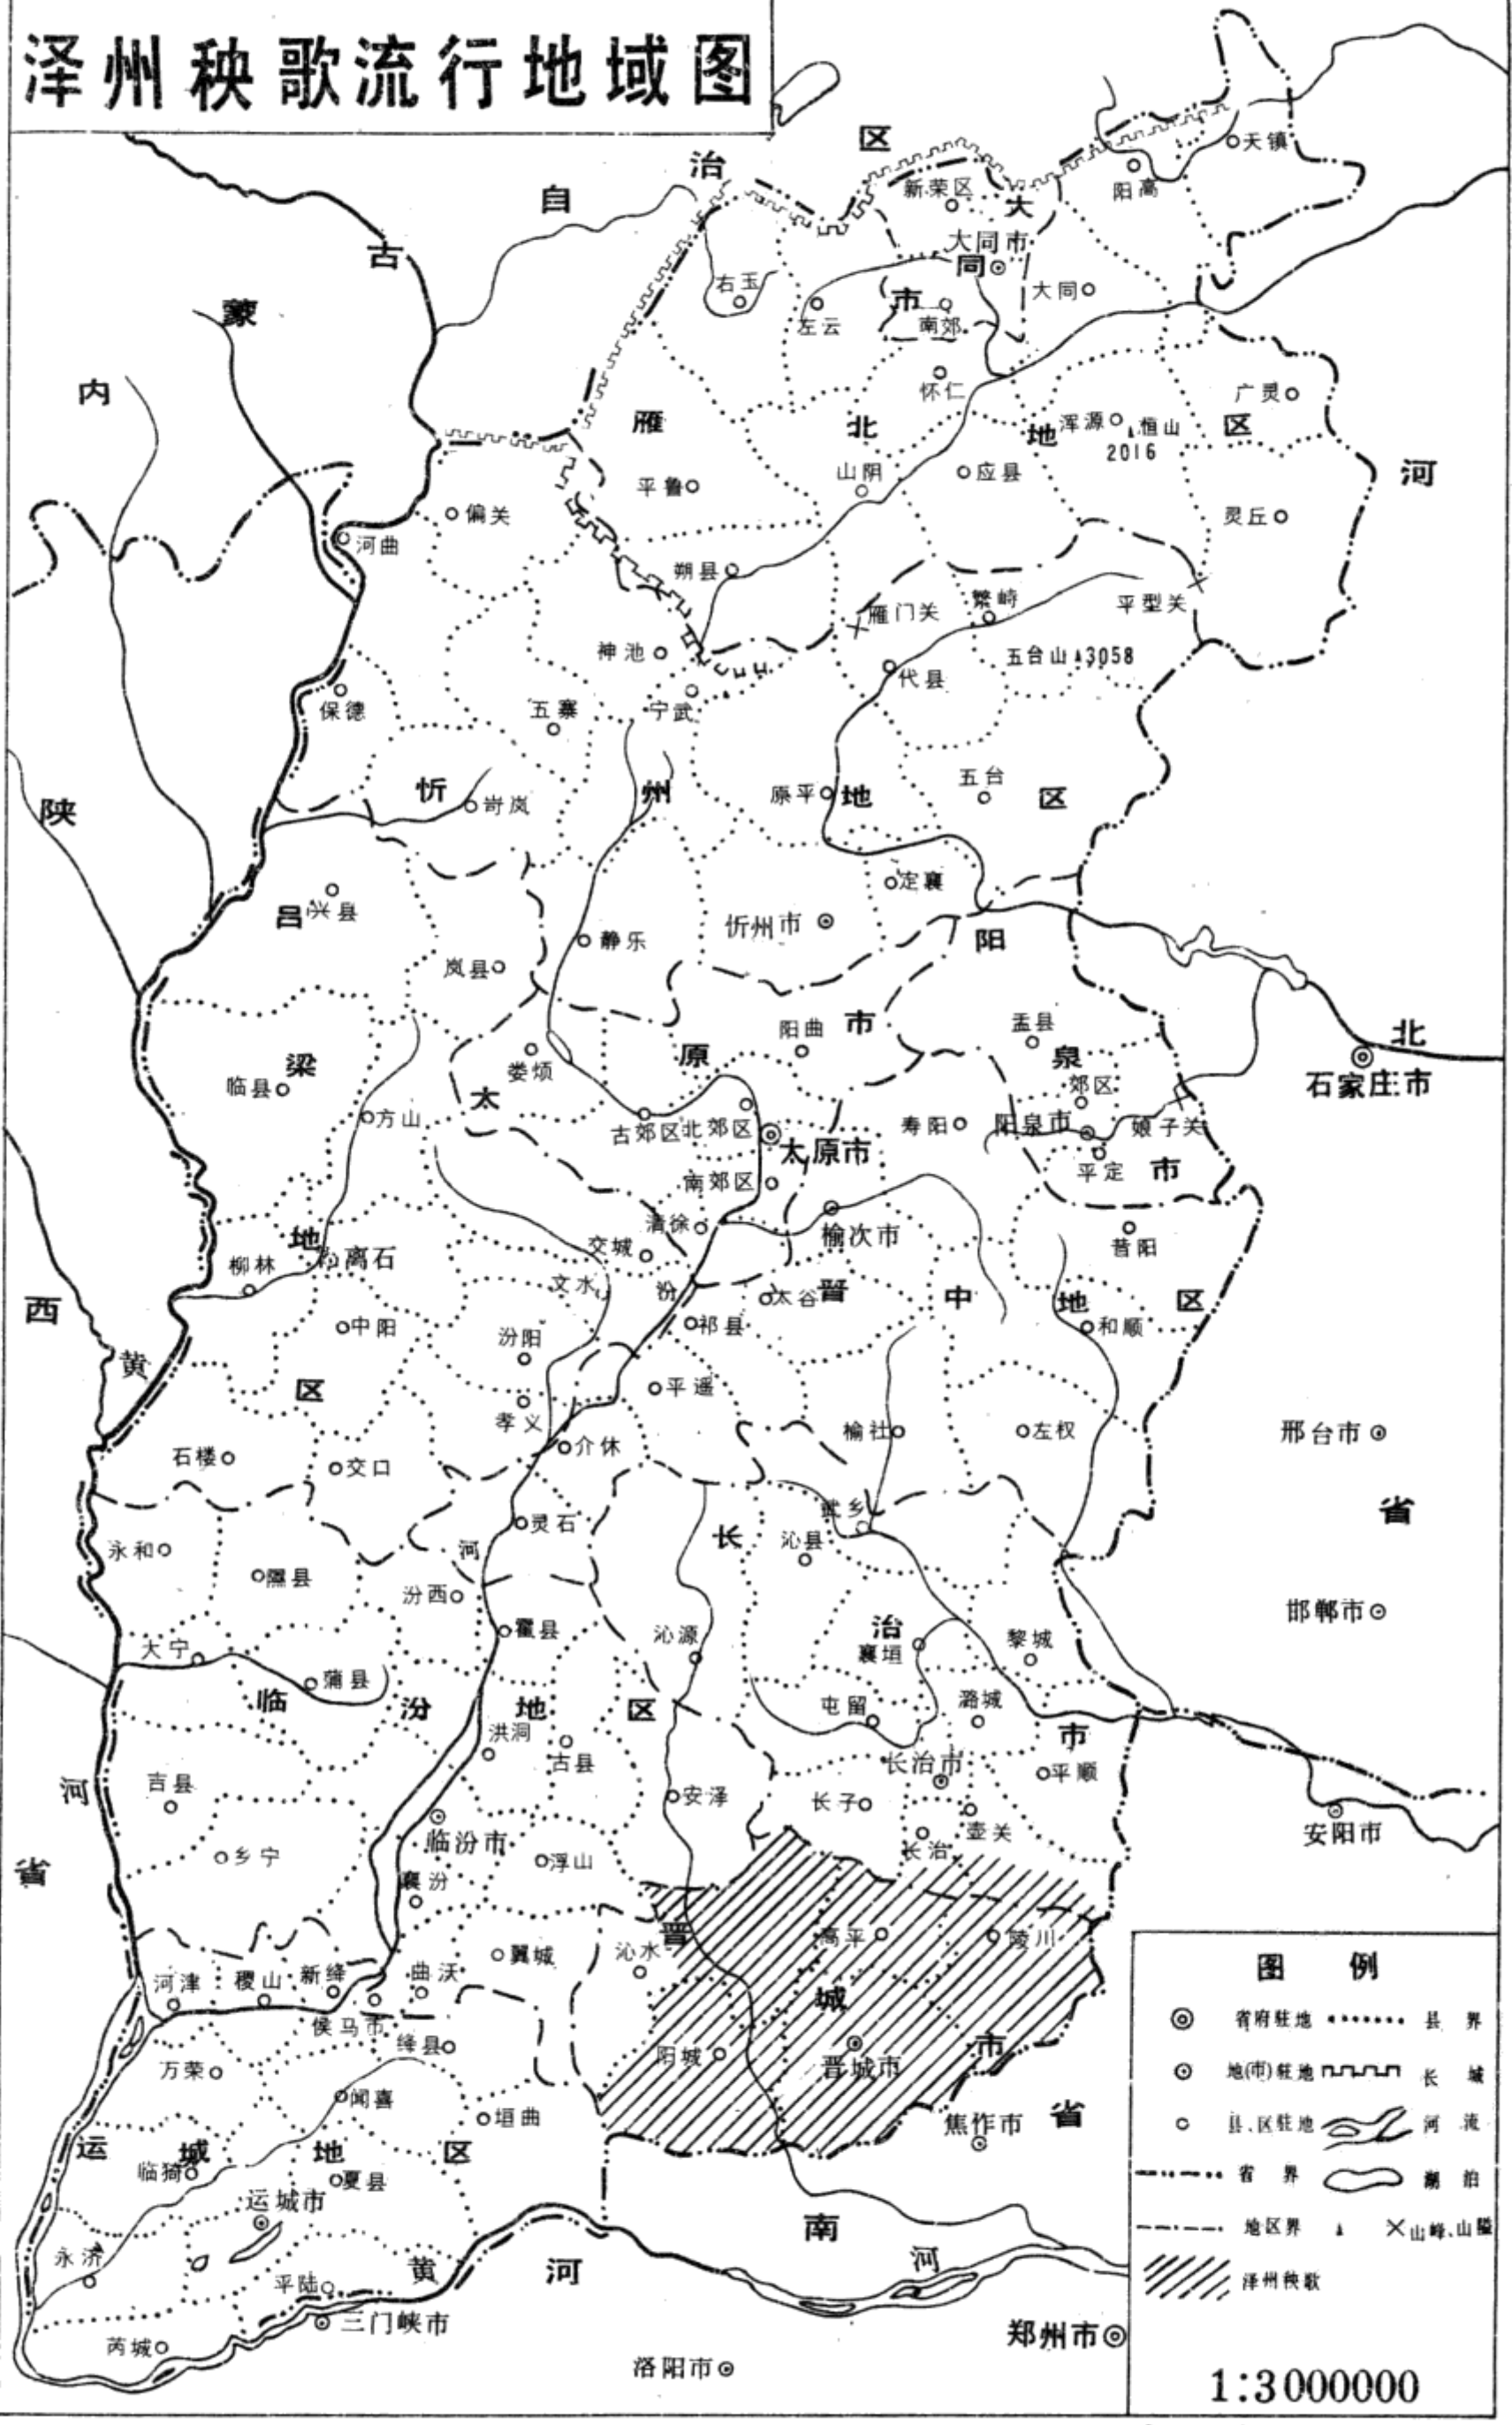 泽州秧歌流行地域图
内蒙古自治区
天镇
阳高
新荣区
大同市
大同市
大同
右玉
左云
南郊
怀仁
广灵
雁北地区
浑源
恒山
2016
山阴
应县
平鲁
河
灵丘
偏关
河曲
朔县
雁门关
繁峙
平型关
神池
五台山
3058
代县
保德
五寨
宁武
忻州地区
岢岚
原平
五台
陕
定襄
兴县
忻州市
静乐
岚县
吕梁地区
太原市
阳泉市
阳曲
盂县
北
石家庄市
娄烦
临县
方山
郊区
古郊区
北郊区
太原市
寿阳
阳泉市
娘子关
平定
南郊区
清徐
榆次市
昔阳
交城
离石
柳林
文水
汾
太谷
晋中地区
西
黄
中阳
汾阳
祁县
和顺
平遥
孝义
介休
榆社
左权
邢台市
石楼
交口
省
灵石
武乡
长治市
沁县
河
永和
隰县
汾西
邯郸市
霍县
沁源
襄垣
黎城
大宁
蒲县
临汾地区
屯留
潞城
洪洞
古县
长治市
平顺
河
吉县
安泽
长子
壶关
安阳市
临汾市
长治
乡宁
浮山
省
襄汾
晋城市
高平
陵川
翼城
沁水
河津
稷山
新绛
曲沃
侯马市
绛县
阳城
晋城市
万荣
闻喜
垣曲
焦作市
省
运城地区
临猗
夏县
运城市
南
永济
平陆
黄河
河
三门峡市
芮城
洛阳市
郑州市
图例
省府驻地
县界
地(市)驻地
长城
县、区驻地
河流
省界
湖泊
地区界
山峰、山隘
泽州秧歌
1:3000000